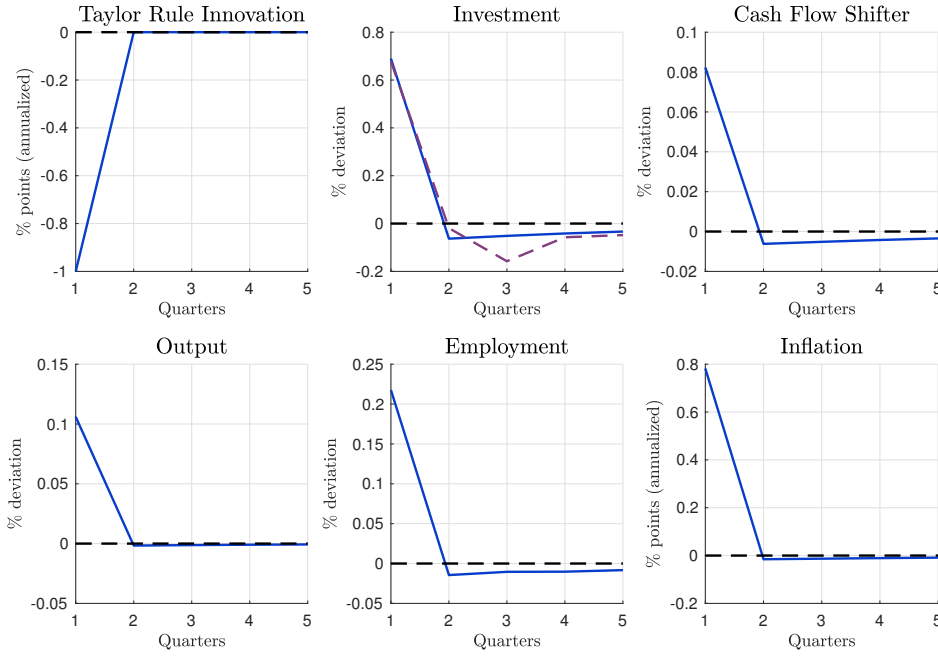 Taylor Rule Innovation
% points (annualized)
0
-0.2
-0.4
-0.6
-0.8
-1
1 2 3 4 5
Quarters
Investment
% deviation
0.8
0.6
0.4
0.2
0
-0.2
1 2 3 4 5
Quarters
Cash Flow Shifter
% deviation
0.1
0.08
0.06
0.04
0.02
0
-0.02
1 2 3 4 5
Quarters
Output
% deviation
0.15
0.1
0.05
0
-0.05
1 2 3 4 5
Quarters
Employment
% deviation
0.25
0.2
0.15
0.1
0.05
0
-0.05
1 2 3 4 5
Quarters
Inflation
% points (annualized)
0.8
0.6
0.4
0.2
0
-0.2
1 2 3 4 5
Quarters